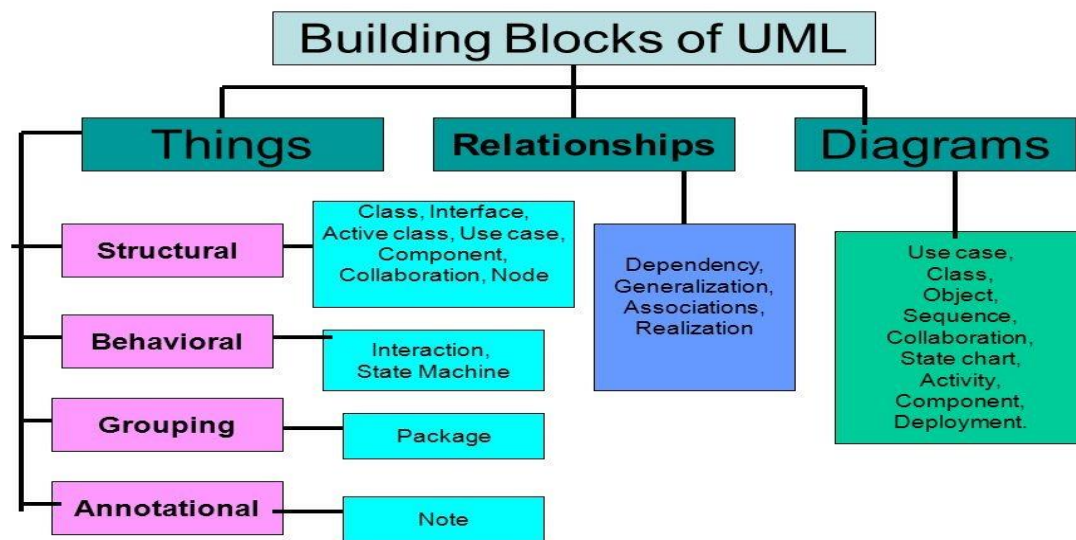 Building Blocks of UML
Things
Relationships
Diagrams
Structural
Class, Interface,
Active class, Use case,
Component,
Collaboration, Node
Behavioral
Interaction,
State Machine
Grouping
Package
Annotational
Note
Dependency,
Generalization,
Associations,
Realization
Use case,
Class,
Object,
Sequence,
Collaboration,
State chart,
Activity,
Component,
Deployment.